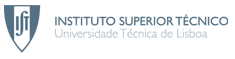 INSTITUTO SUPERIOR TÉCNICO
Universidade Técnica de Lisboa